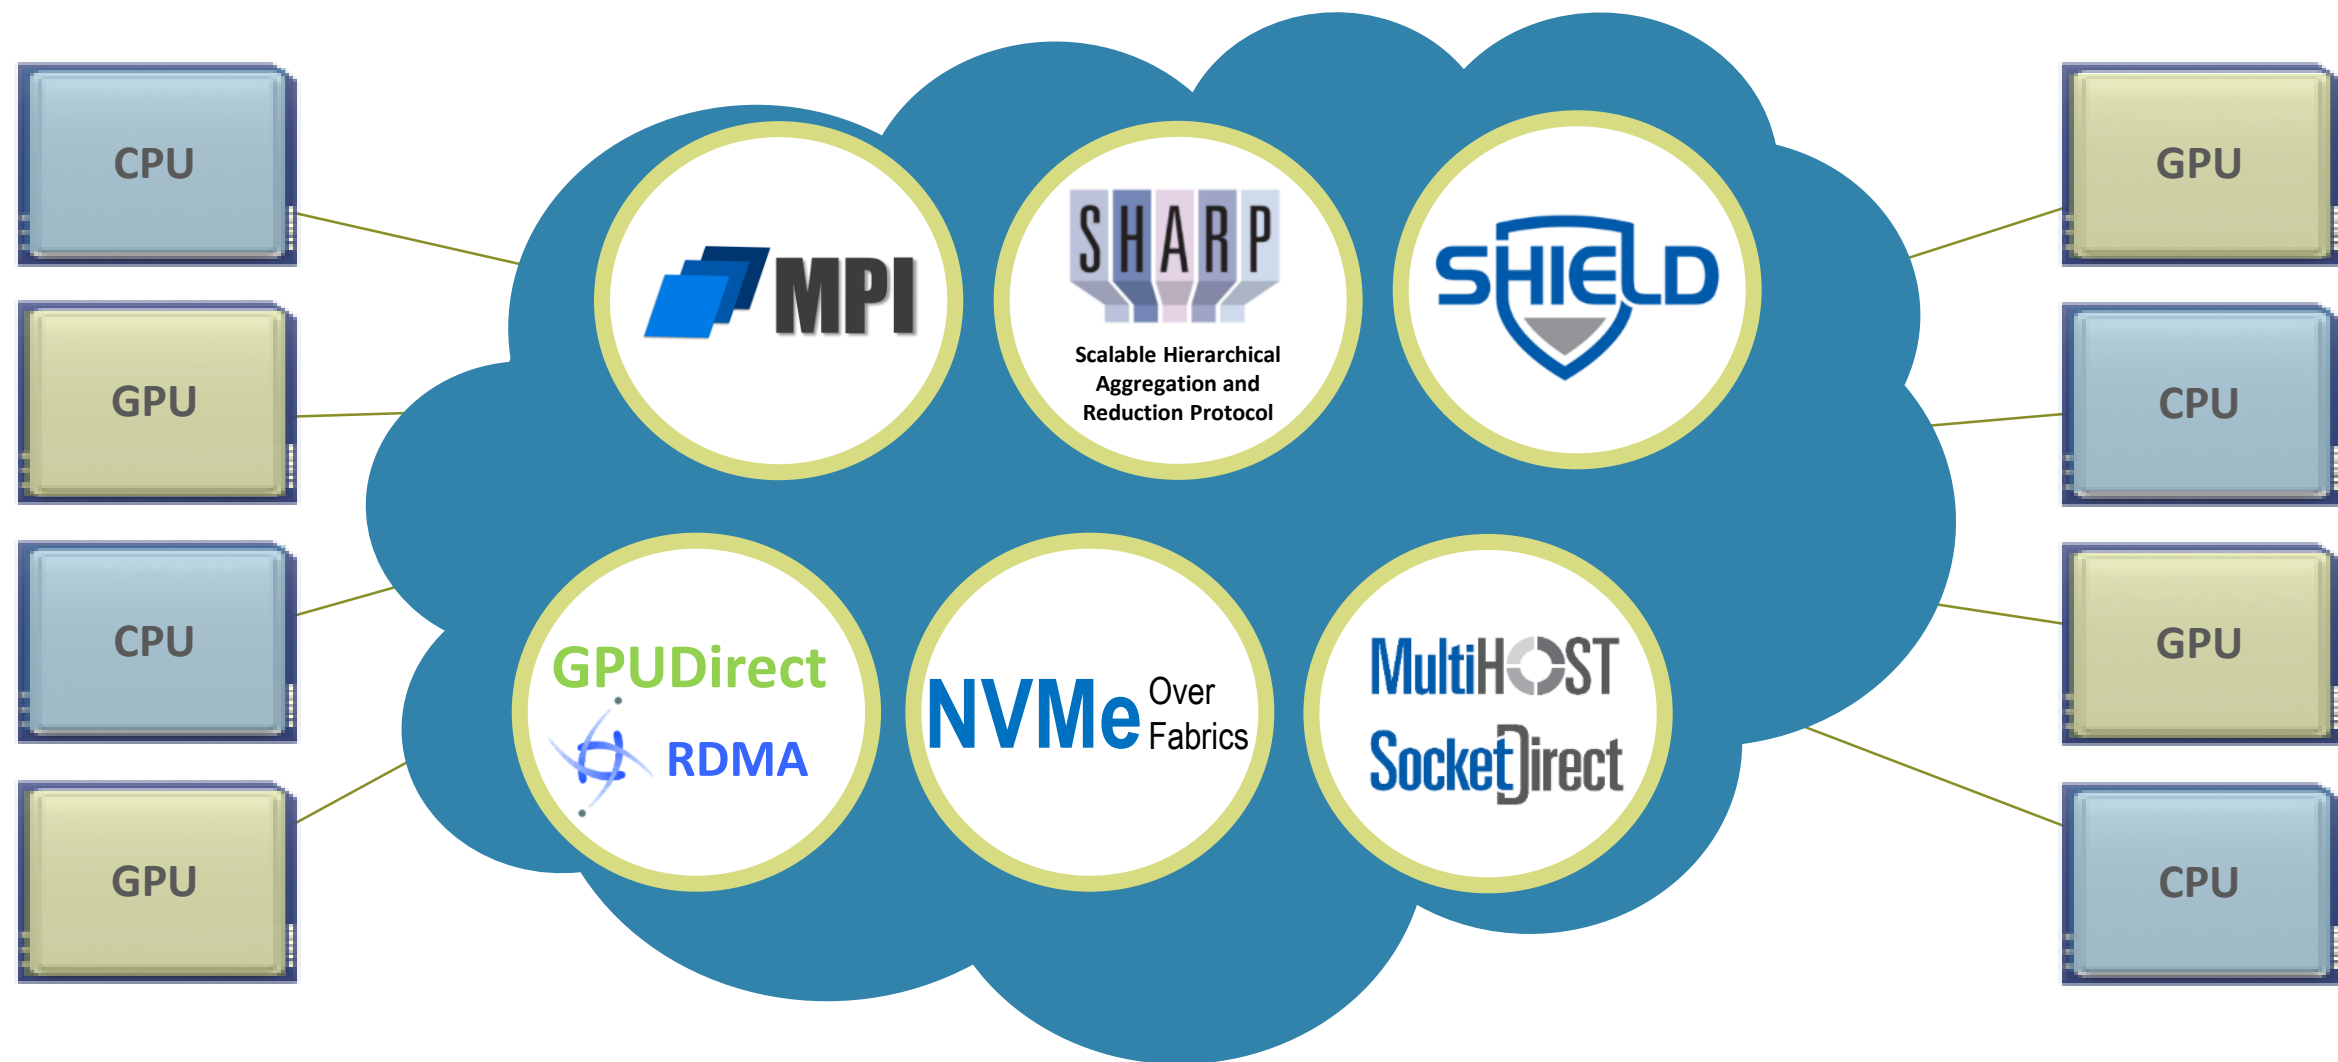 CPU
GPU
CPU
GPU
MPI
SHARP
Scalable Hierarchical
Aggregation and
Reduction Protocol
SHIELD
GPUDirect
RDMA
NVMe Over
Fabrics
MultiHOST
SocketDirect
GPU
CPU
GPU
CPU